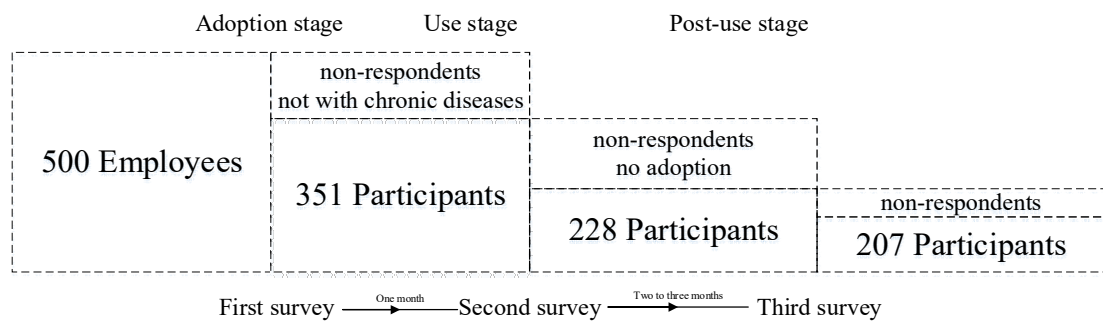 Adoption stage
Use stage
Post-use stage
non-respondents
not with chronic diseases
500 Employees
351 Participants
non-respondents
no adoption
228 Participants
non-respondents
207 Participants
First survey
One month
Second survey
Two to three months
Third survey